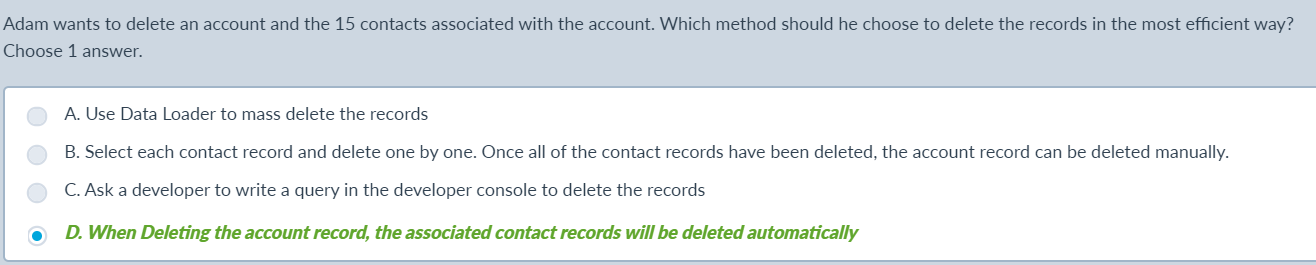 Adam wants to delete an account and the 15 contacts associated with the account. Which method should he choose to delete the records in the most efficient way?
Choose 1 answer.
A. Use Data Loader to mass delete the records
B. Select each contact record and delete one by one. Once all of the contact records have been deleted, the account record can be deleted manually.
C. Ask a developer to write a query in the developer console to delete the records
D. When Deleting the account record, the associated contact records will be deleted automatically